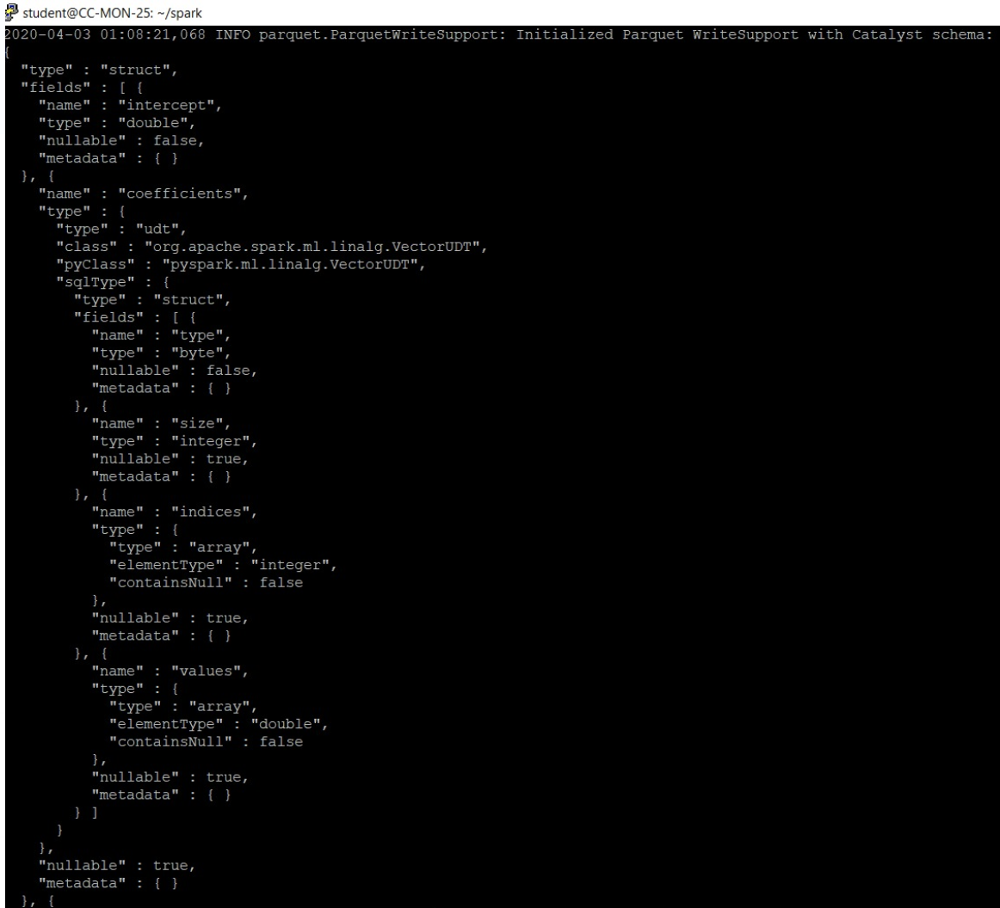 student@CC-MON-25: ~/spark
2020-04-03 01:08:21,068 INFO parquet.ParquetWriteSupport: Initialized Parquet WriteSupport with Catalyst schema:
{
  "type" : "struct",
  "fields" : [ {
    "name" : "intercept",
    "type" : "double",
    "nullable" : false,
    "metadata" : { }
  }, {
    "name" : "coefficients",
    "type" : {
      "type" : "udt",
      "class" : "org.apache.spark.ml.linalg.VectorUDT",
      "pyClass" : "pyspark.ml.linalg.VectorUDT",
      "sqlType" : {
        "type" : "struct",
        "fields" : [ {
          "name" : "type",
          "type" : "byte",
          "nullable" : false,
          "metadata" : { }
        }, {
          "name" : "size",
          "type" : "integer",
          "nullable" : true,
          "metadata" : { }
        }, {
          "name" : "indices",
          "type" : {
            "type" : "array",
            "elementType" : "integer",
            "containsNull" : false
          },
          "nullable" : true,
          "metadata" : { }
        }, {
          "name" : "values",
          "type" : {
            "type" : "array",
            "elementType" : "double",
            "containsNull" : false
          },
          "nullable" : true,
          "metadata" : { }
        } ]
      }
    },
    "nullable" : true,
    "metadata" : { }
  }, {